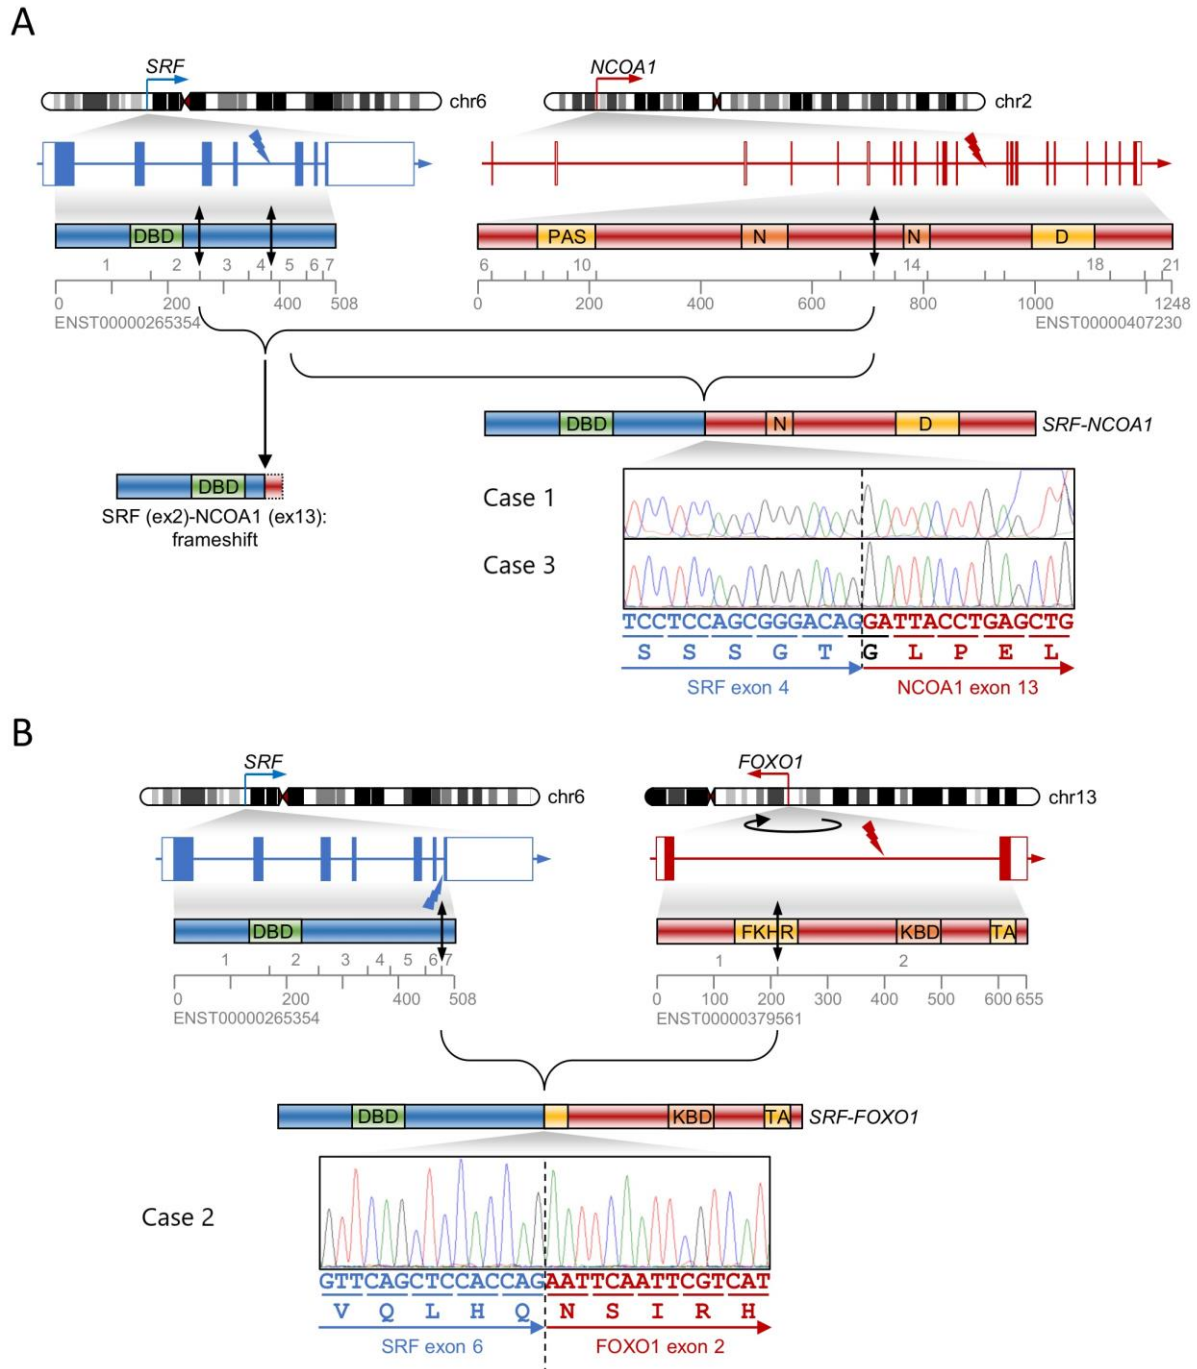 A
SRF
NCOA1
chr6
chr2
DBD
PAS
N
N
D
1 2 3 4 5 6 7
6 10 14 18 21
0 200 400 508
0 200 400 600 800 1000 1248
ENST00000265354
ENST00000407230
DBD
N
D
SRF-NCOA1
DBD
SRF (ex2)-NCOA1 (ex13):
frameshift
Case 1
Case 3
TCCTCCAGCGGGACAGGATTACCTGAGCTG
S S S G T G L P E L
SRF exon 4
NCOA1 exon 13
B
SRF
FOXO1
chr6
chr13
DBD
FKHR
KBD
TA
1 2 3 4 5 6 7
1 2
0 200 400 508
0 100 200 300 400 500 600 655
ENST00000265354
ENST00000379561
DBD
KBD
TA
SRF-FOXO1
Case 2
GTTCAGCTCCACCAGAATTCAATTCGTCAT
V Q L H Q N S I R H
SRF exon 6
FOXO1 exon 2